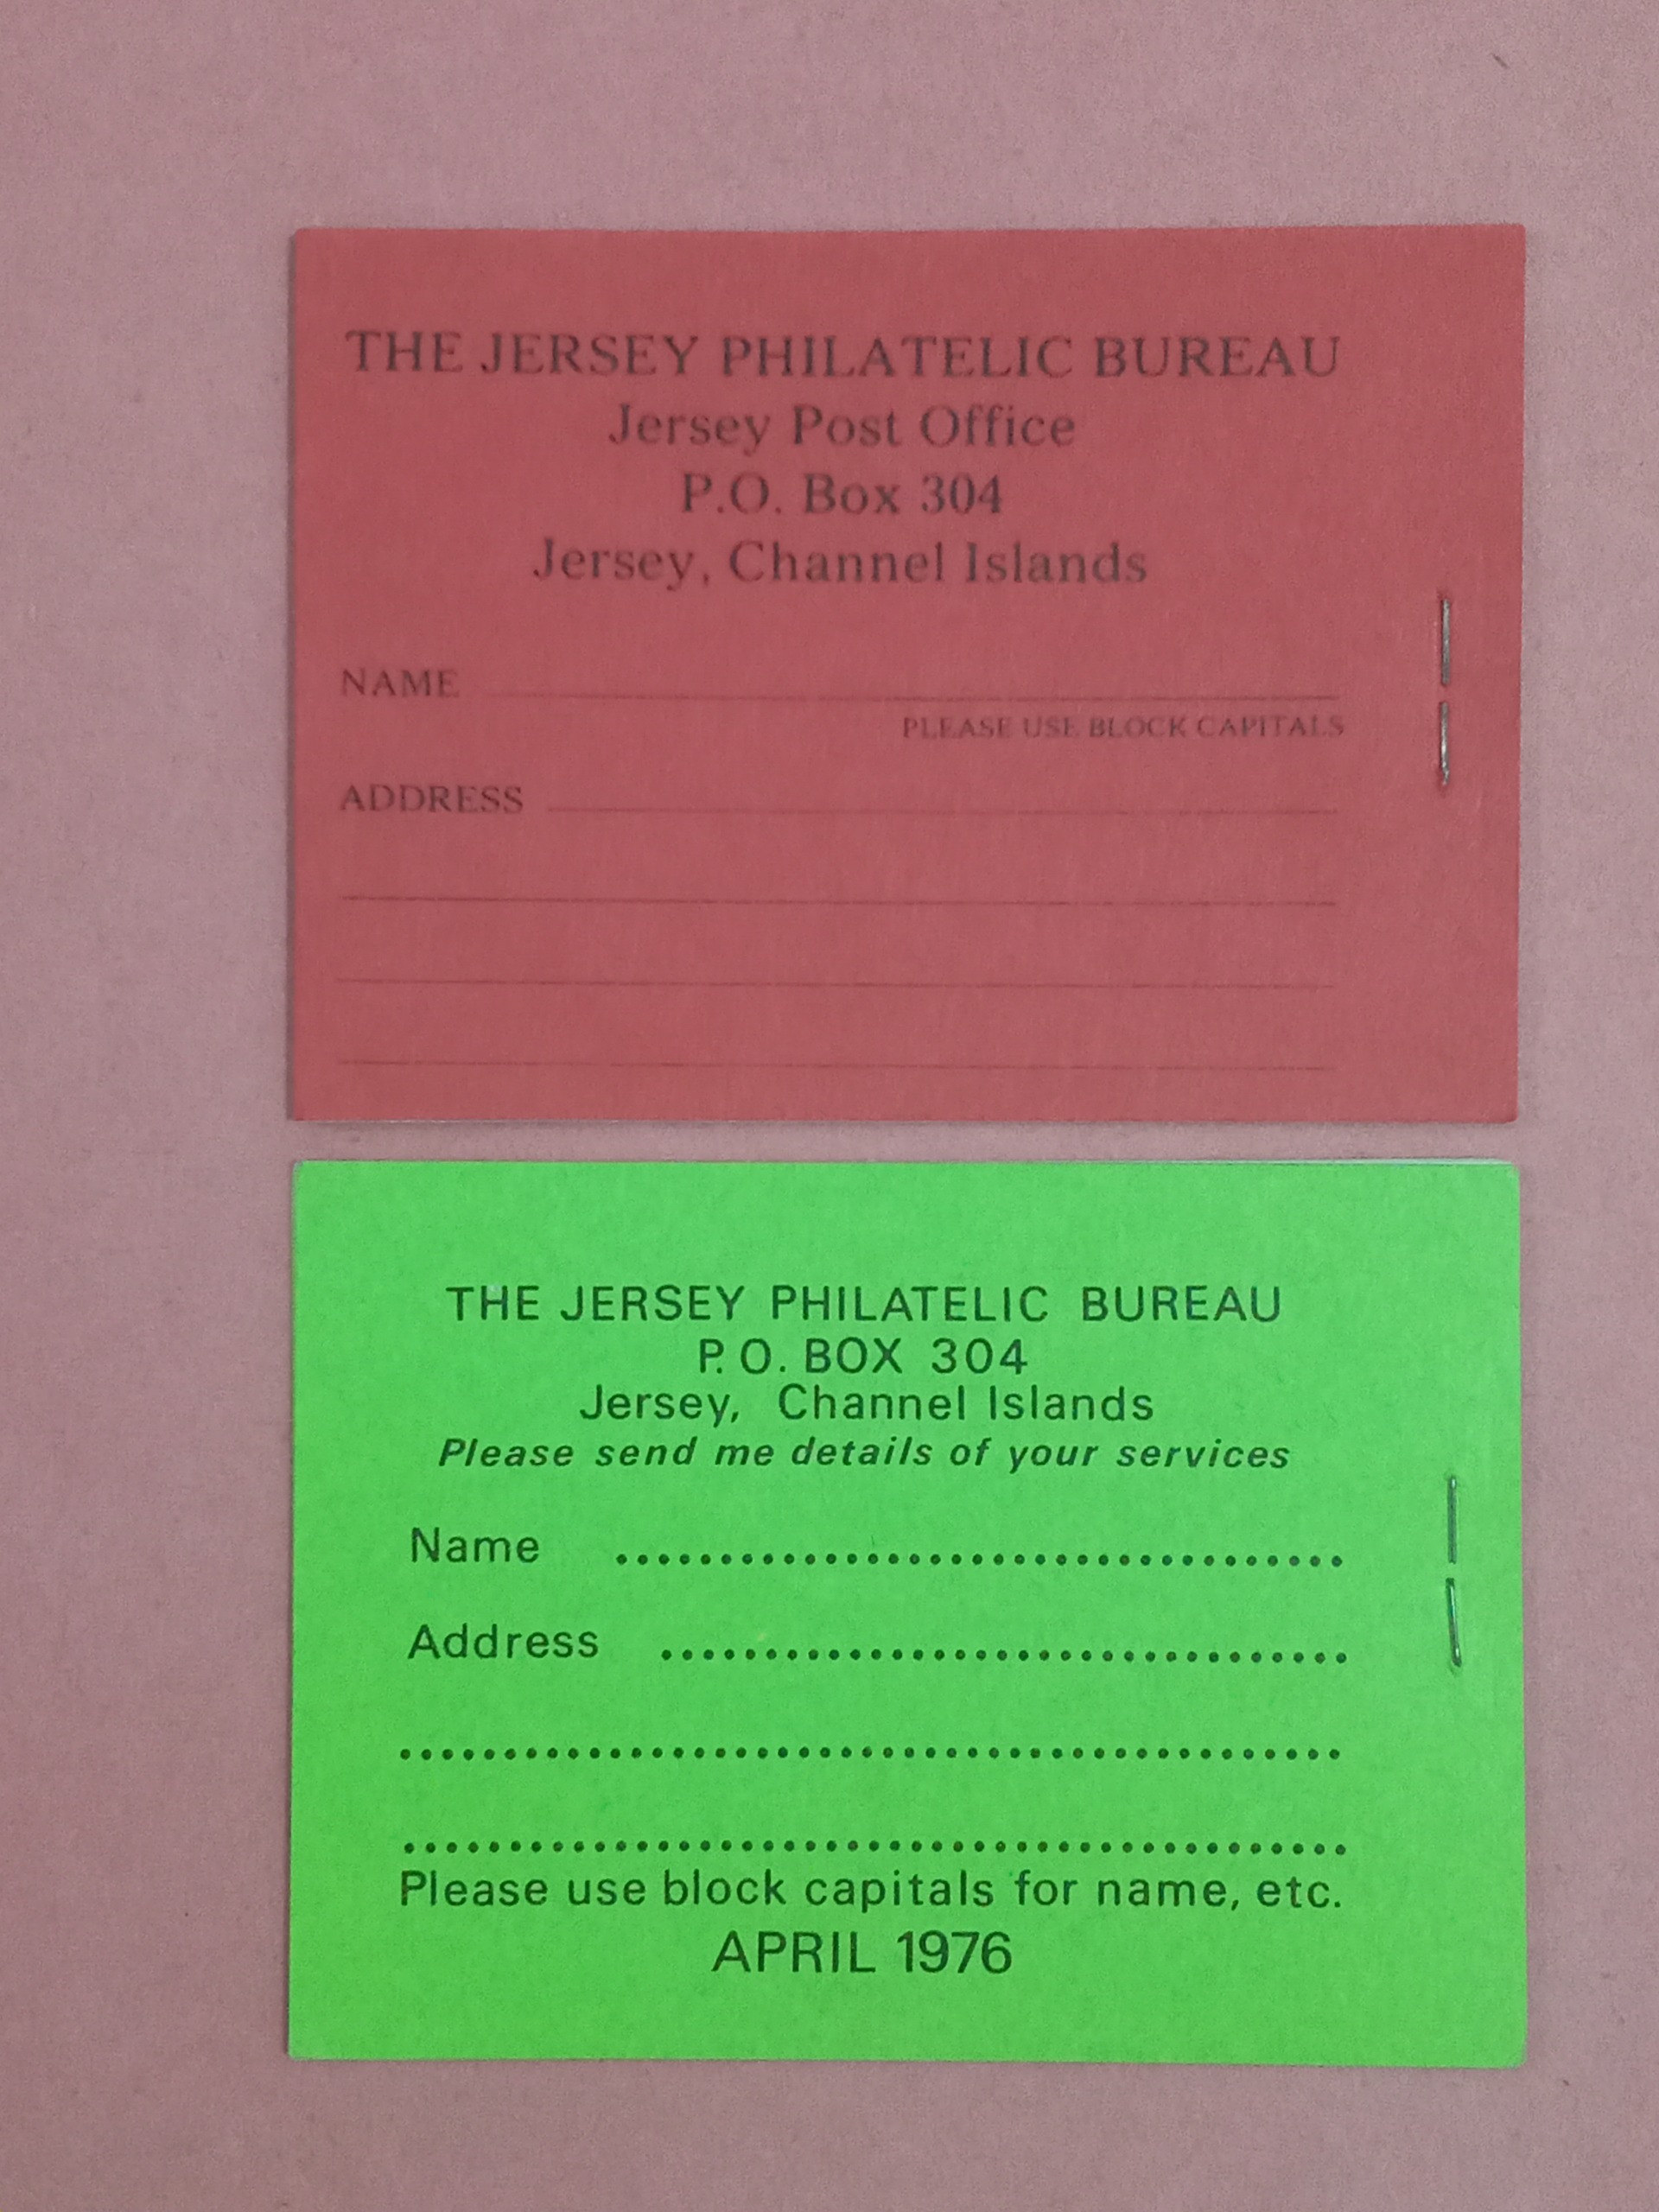 THE JERSEY PHILATELIC BUREAU
Jersey Post Office
P.O. Box 304
Jersey, Channel Islands
NAME
PLEASE USE BLOCK CAPITALS
ADDRESS
THE JERSEY PHILATELIC BUREAU
P.O. BOX 304
Jersey, Channel Islands
Please send me details of your services
Name
Address
Please use block capitals for name, etc.
APRIL 1976